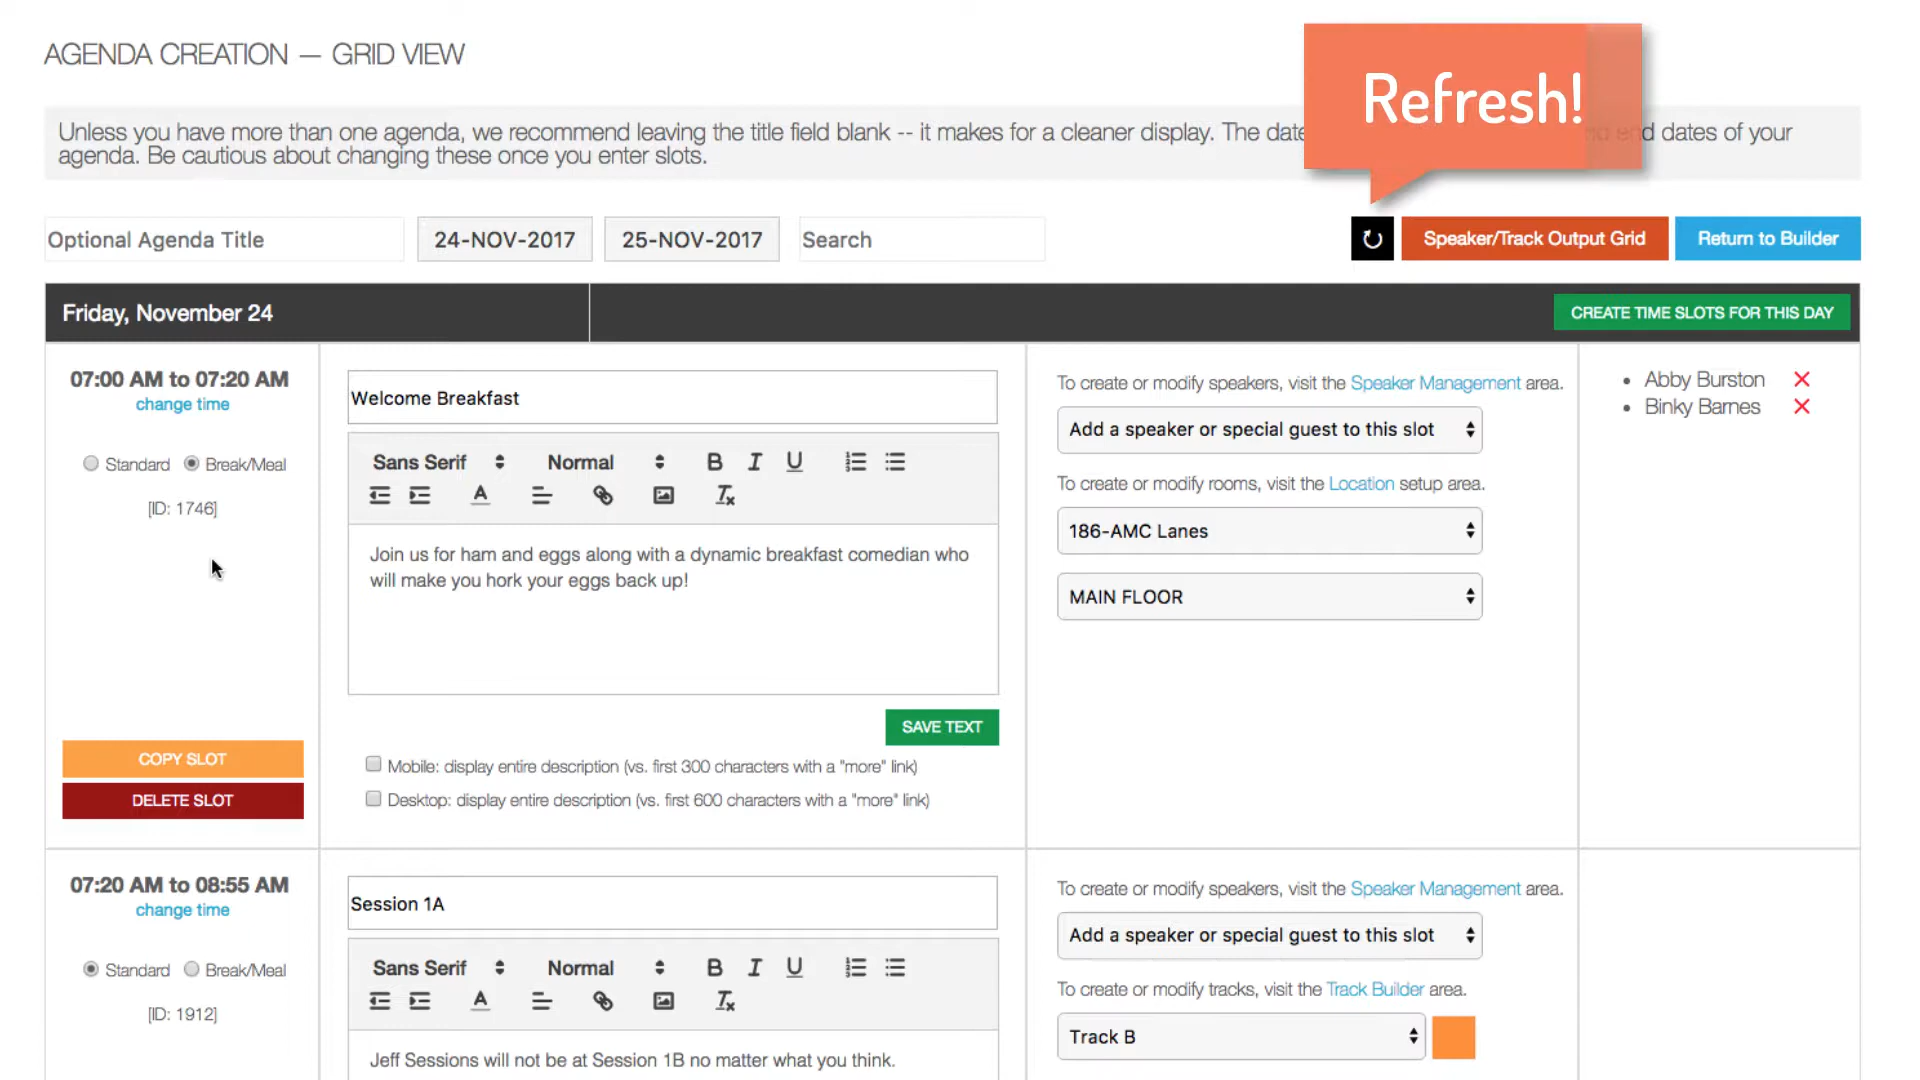 AGENDA CREATION — GRID VIEW
Refresh!
Unless you have more than one agenda, we recommend leaving the title field blank -- it makes for a cleaner display. The date end dates of your
agenda. Be cautious about changing these once you enter slots.
Optional Agenda Title
24-NOV-2017
25-NOV-2017
Search
Speaker/Track Output Grid
Return to Builder
Friday, November 24
CREATE TIME SLOTS FOR THIS DAY
07:00 AM to 07:20 AM
change time
Standard
Break/Meal
[ID: 1746]
COPY SLOT
DELETE SLOT
Welcome Breakfast
Sans Serif
Normal
B I U
A
Join us for ham and eggs along with a dynamic breakfast comedian who
will make you hork your eggs back up!
SAVE TEXT
Mobile: display entire description (vs. first 300 characters with a "more" link)
Desktop: display entire description (vs. first 600 characters with a "more" link)
To create or modify speakers, visit the Speaker Management area.
Add a speaker or special guest to this slot
To create or modify rooms, visit the Location setup area.
186-AMC Lanes
MAIN FLOOR
Abby Burston
Binky Barnes
07:20 AM to 08:55 AM
change time
Standard
Break/Meal
[ID: 1912]
Session 1A
Sans Serif
Normal
B I U
A
Jeff Sessions will not be at Session 1B no matter what you think.
To create or modify speakers, visit the Speaker Management area.
Add a speaker or special guest to this slot
To create or modify tracks, visit the Track Builder area.
Track B